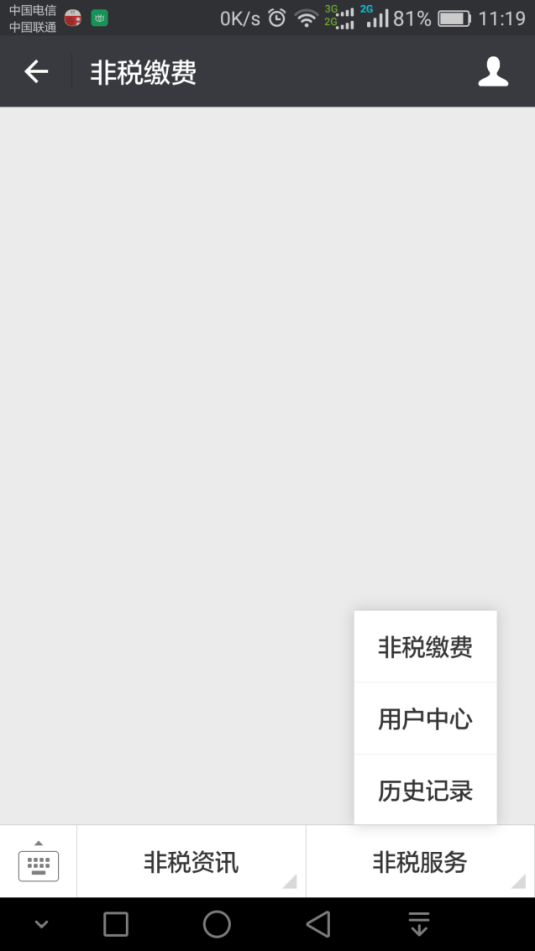 中国电信
中国联通
0K/s 3G 2G 2G 81% 11:19
非税缴费
非税缴费
用户中心
历史记录
非税资讯 非税服务